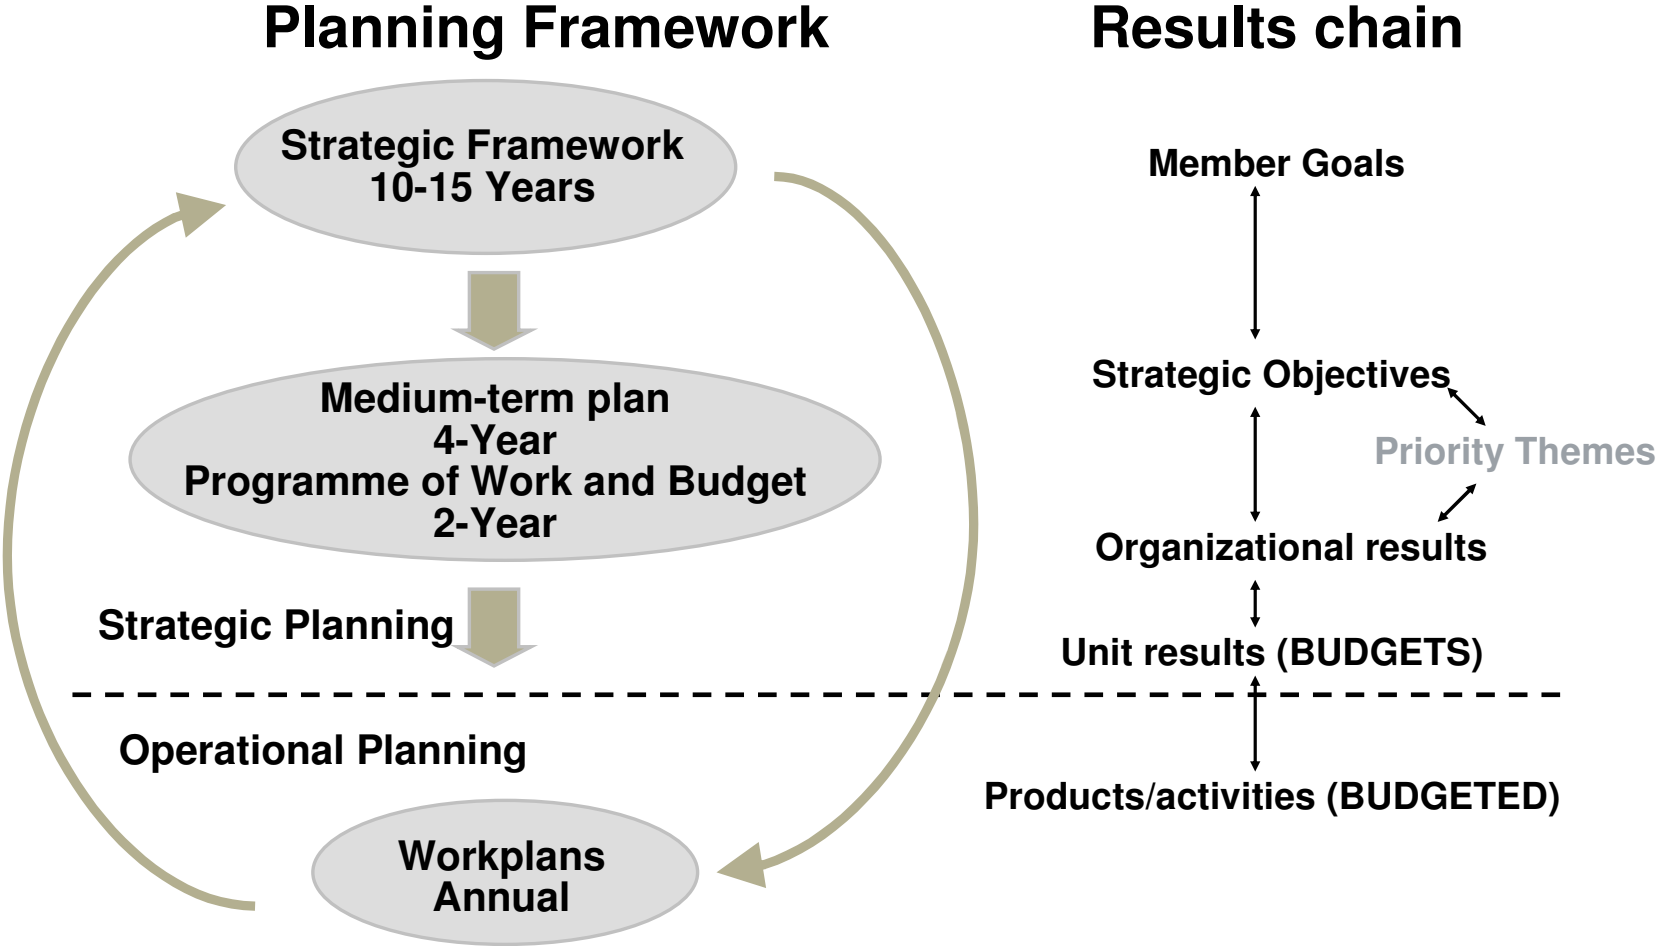 Planning Framework
Results chain
Strategic Framework
10-15 Years
Medium-term plan
4-Year
Programme of Work and Budget
2-Year
Strategic Planning
Operational Planning
Workplans
Annual
Member Goals
Strategic Objectives
Priority Themes
Organizational results
Unit results (BUDGETS)
Products/activities (BUDGETED)